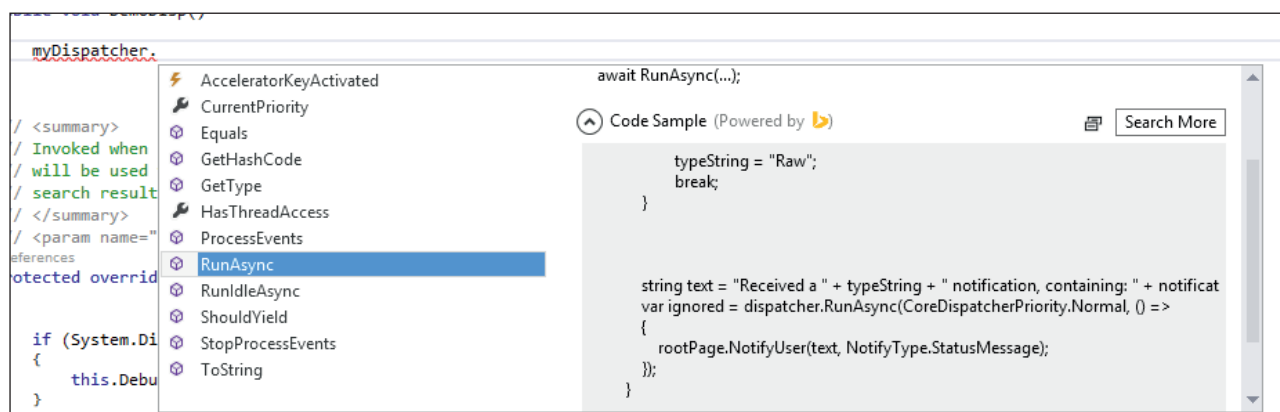 myDispatcher.
AcceleratorKeyActivated
CurrentPriority
Equals
GetHashCode
GetType
HasThreadAccess
ProcessEvents
RunAsync
RunIdleAsync
ShouldYield
StopProcessEvents
ToString
await RunAsync(...);
Code Sample (Powered by )
Search More
typeString = "Raw";
break;
}
string text = "Received a " + typeString + " notification, containing: " + notificat
var ignored = dispatcher.RunAsync(CoreDispatcherPriority.Normal, () =>
{
rootPage.NotifyUser(text, NotifyType.StatusMessage);
});
}
/ <summary>
/ Invoked when
/ will be used
/ search result
/ </summary>
/ <param name="
eferences
otected overrid
if (System.Di
{
this.Debu
}